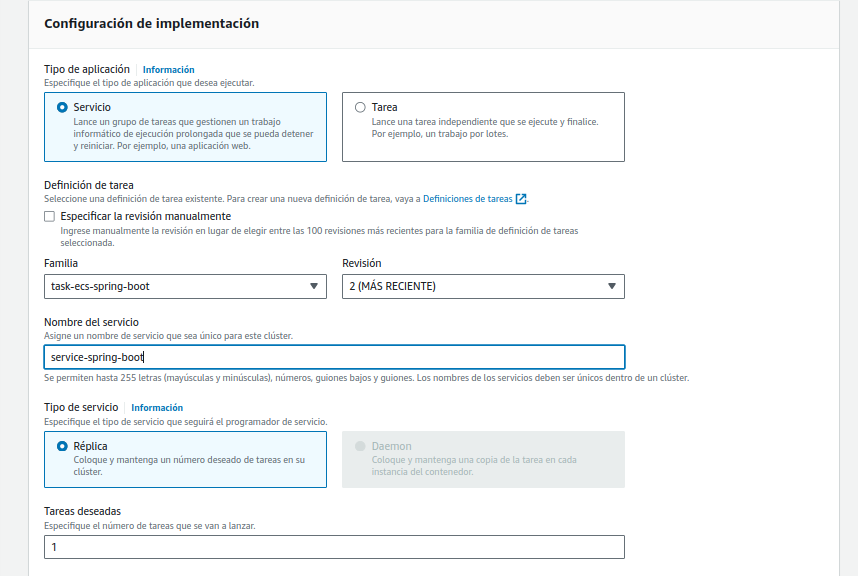 Configuración de implementación
Tipo de aplicación | Información
Especifique el tipo de aplicación que desea ejecutar.
Servicio
Lance un grupo de tareas que gestionen un trabajo
informático de ejecución prolongada que se pueda detener
y reiniciar. Por ejemplo, una aplicación web.
Tarea
Lance una tarea independiente que se ejecute y finalice.
Por ejemplo, un trabajo por lotes.
Definición de tarea
Seleccione una definición de tarea existente. Para crear una nueva definición de tarea, vaya a Definiciones de tareas.
Especificar la revisión manualmente
Ingrese manualmente la revisión en lugar de elegir entre las 100 revisiones más recientes para la familia de definición de tareas
seleccionada.
Familia
task-ecs-spring-boot
Revisión
2 (MÁS RECIENTE)
Nombre del servicio
Asigne un nombre de servicio que sea único para este clúster.
service-spring-boot
Se permiten hasta 255 letras (mayúsculas y minúsculas), números, guiones bajos y guiones. Los nombres de los servicios deben ser únicos dentro de un clúster.
Tipo de servicio | Información
Especifique el tipo de servicio que seguirá el programador de servicio.
Réplica
Coloque y mantenga un número deseado de tareas en su
clúster.
Daemon
Coloque y mantenga una copia de la tarea en cada
instancia del contenedor.
Tareas deseadas
Especifique el número de tareas que se van a lanzar.
1